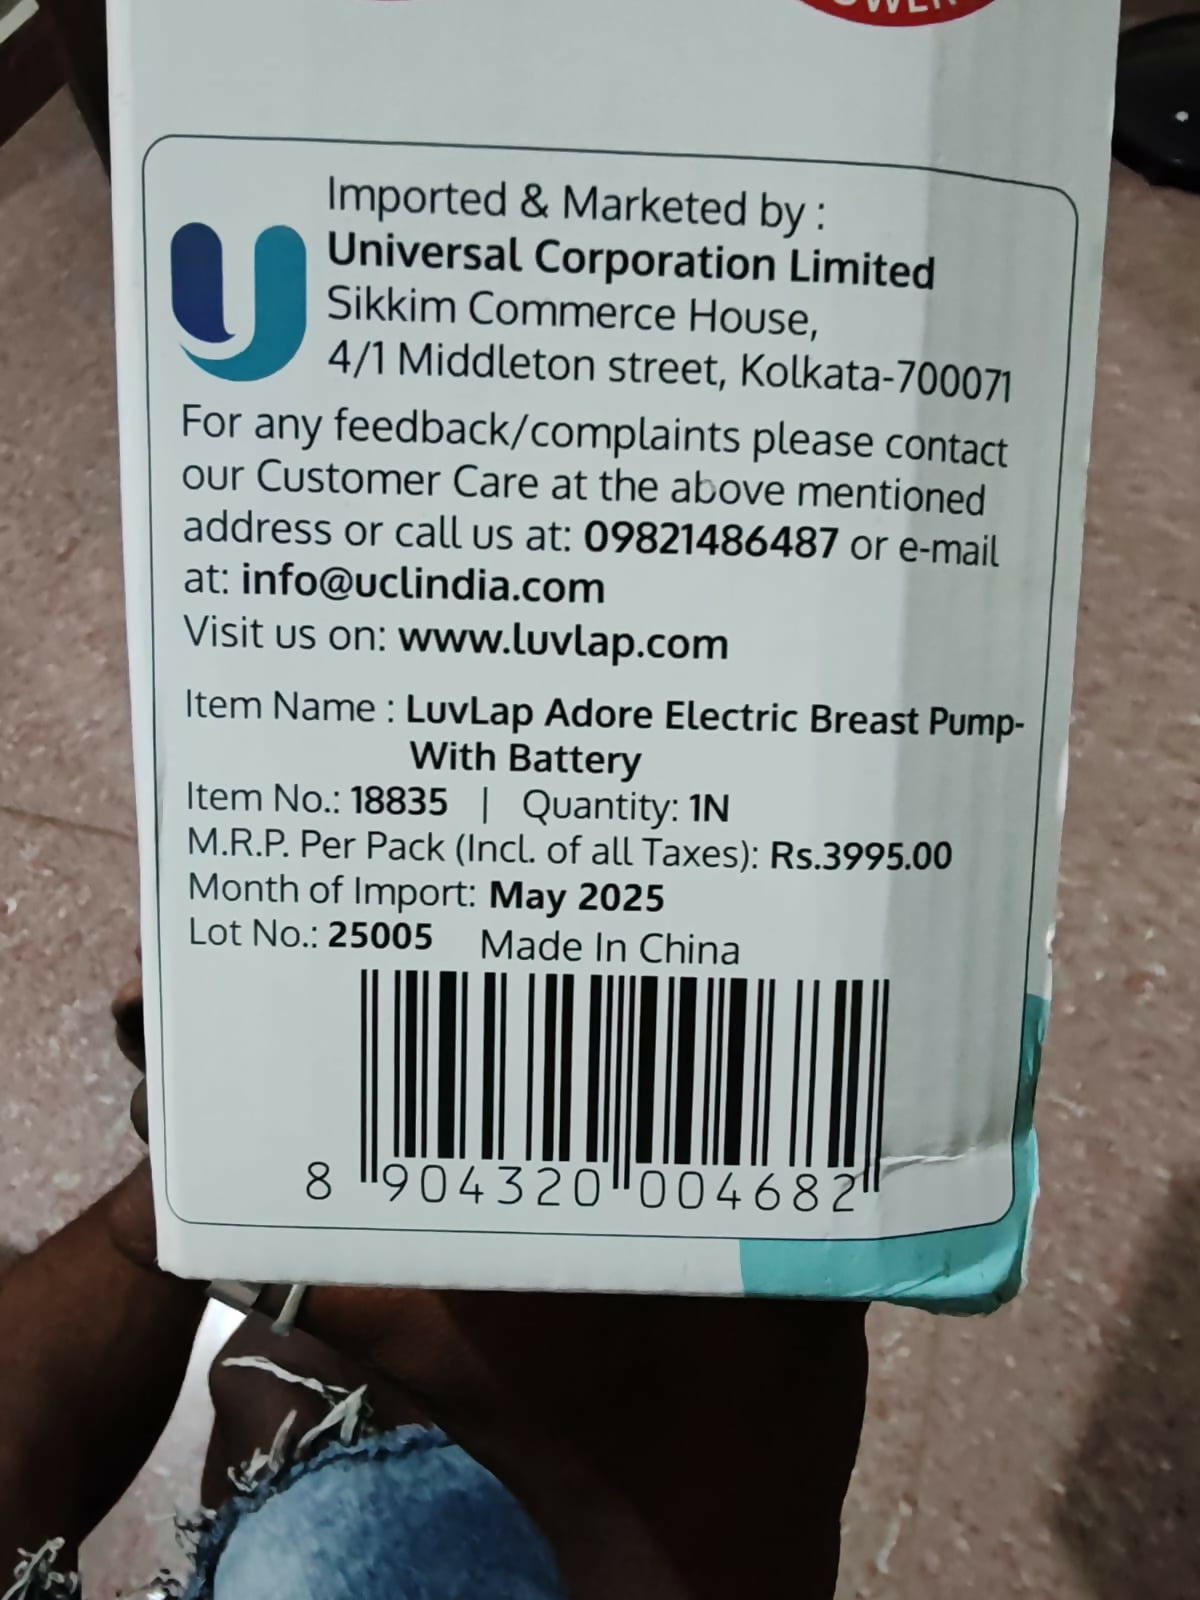 Imported & Marketed by :
Universal Corporation Limited
Sikkim Commerce House,
4/1 Middleton street, Kolkata-700071
For any feedback/complaints please contact
our Customer Care at the above mentioned
address or call us at: 09821486487 or e-mail
at: info@uclindia.com
Visit us on: www.luvlap.com
Item Name : LuvLap Adore Electric Breast Pump-
With Battery
Item No.: 18835 | Quantity: 1N
M.R.P. Per Pack (Incl. of all Taxes): Rs.3995.00
Month of Import: May 2025
Lot No.: 25005 Made In China
8 904320 004682